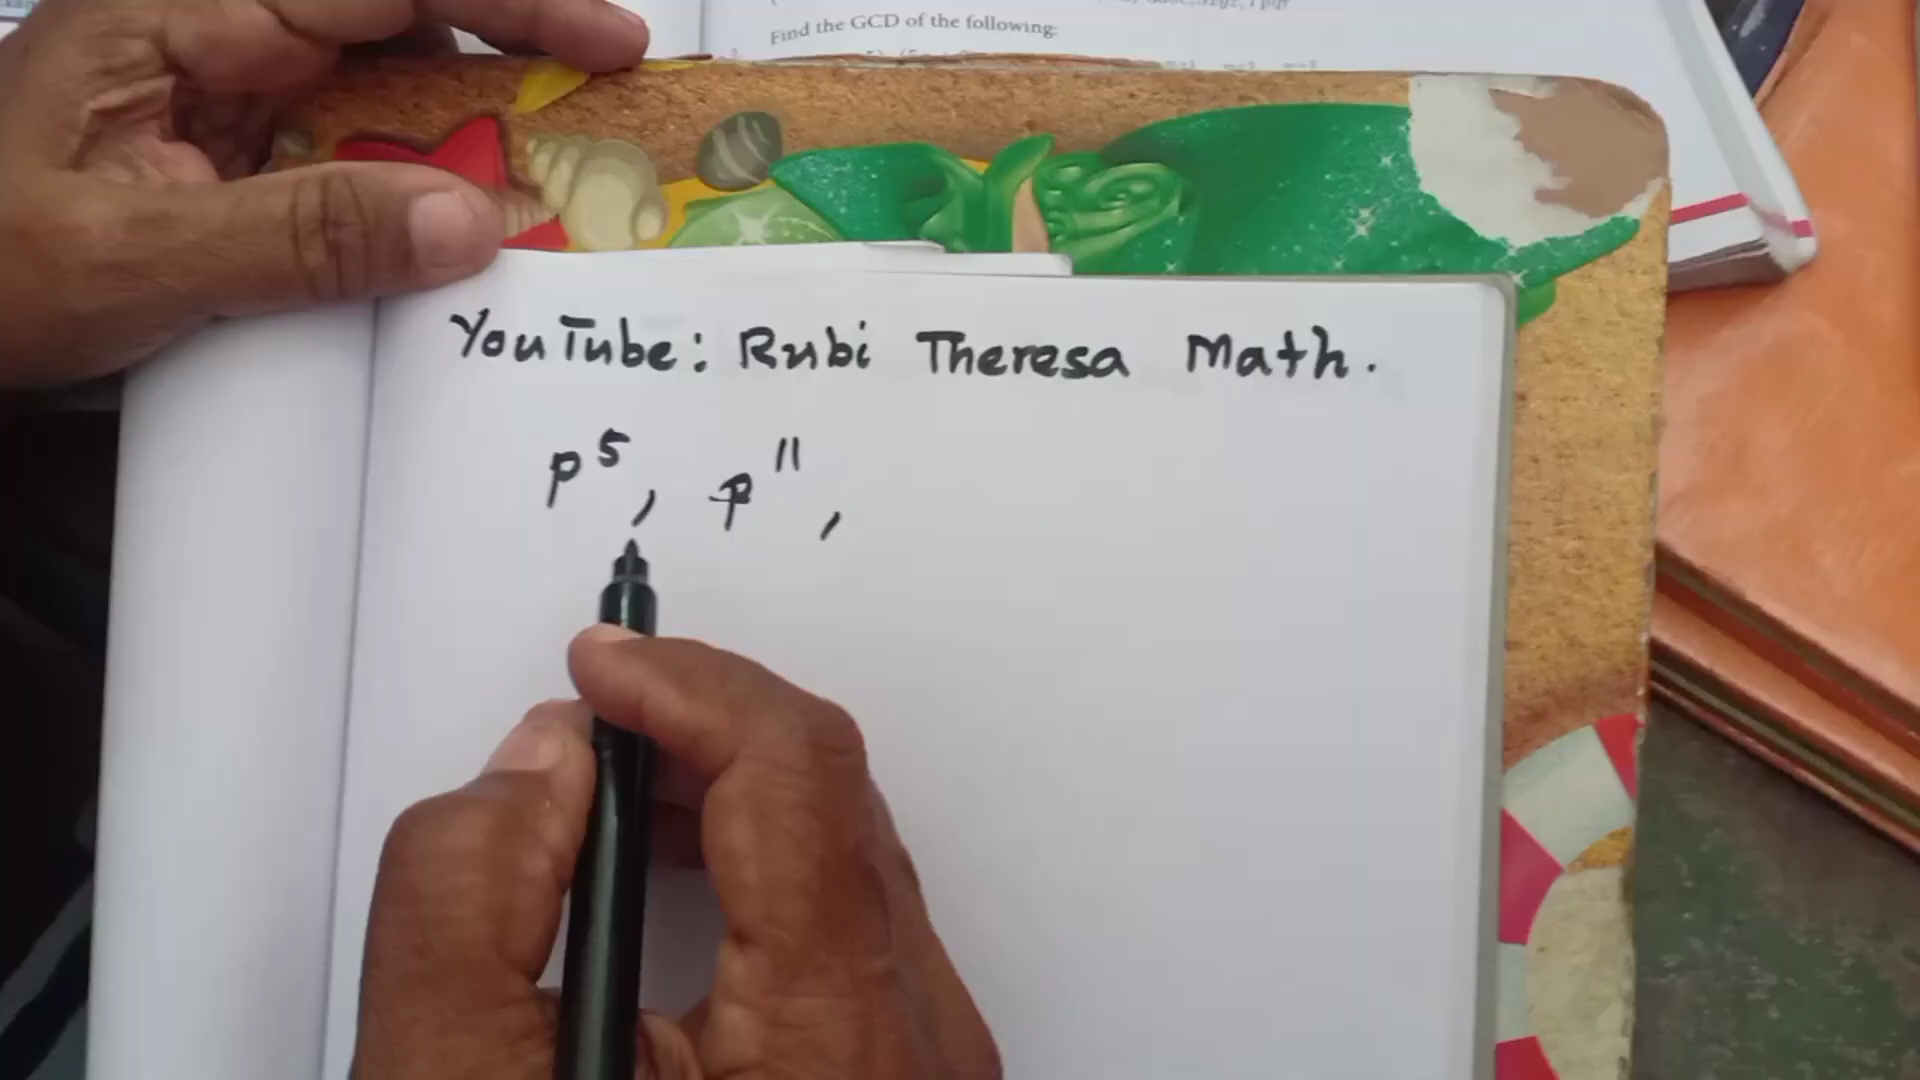 Find the GCD of the following:
YouTube: Rubi Theresa Math.
p⁵, p¹¹,